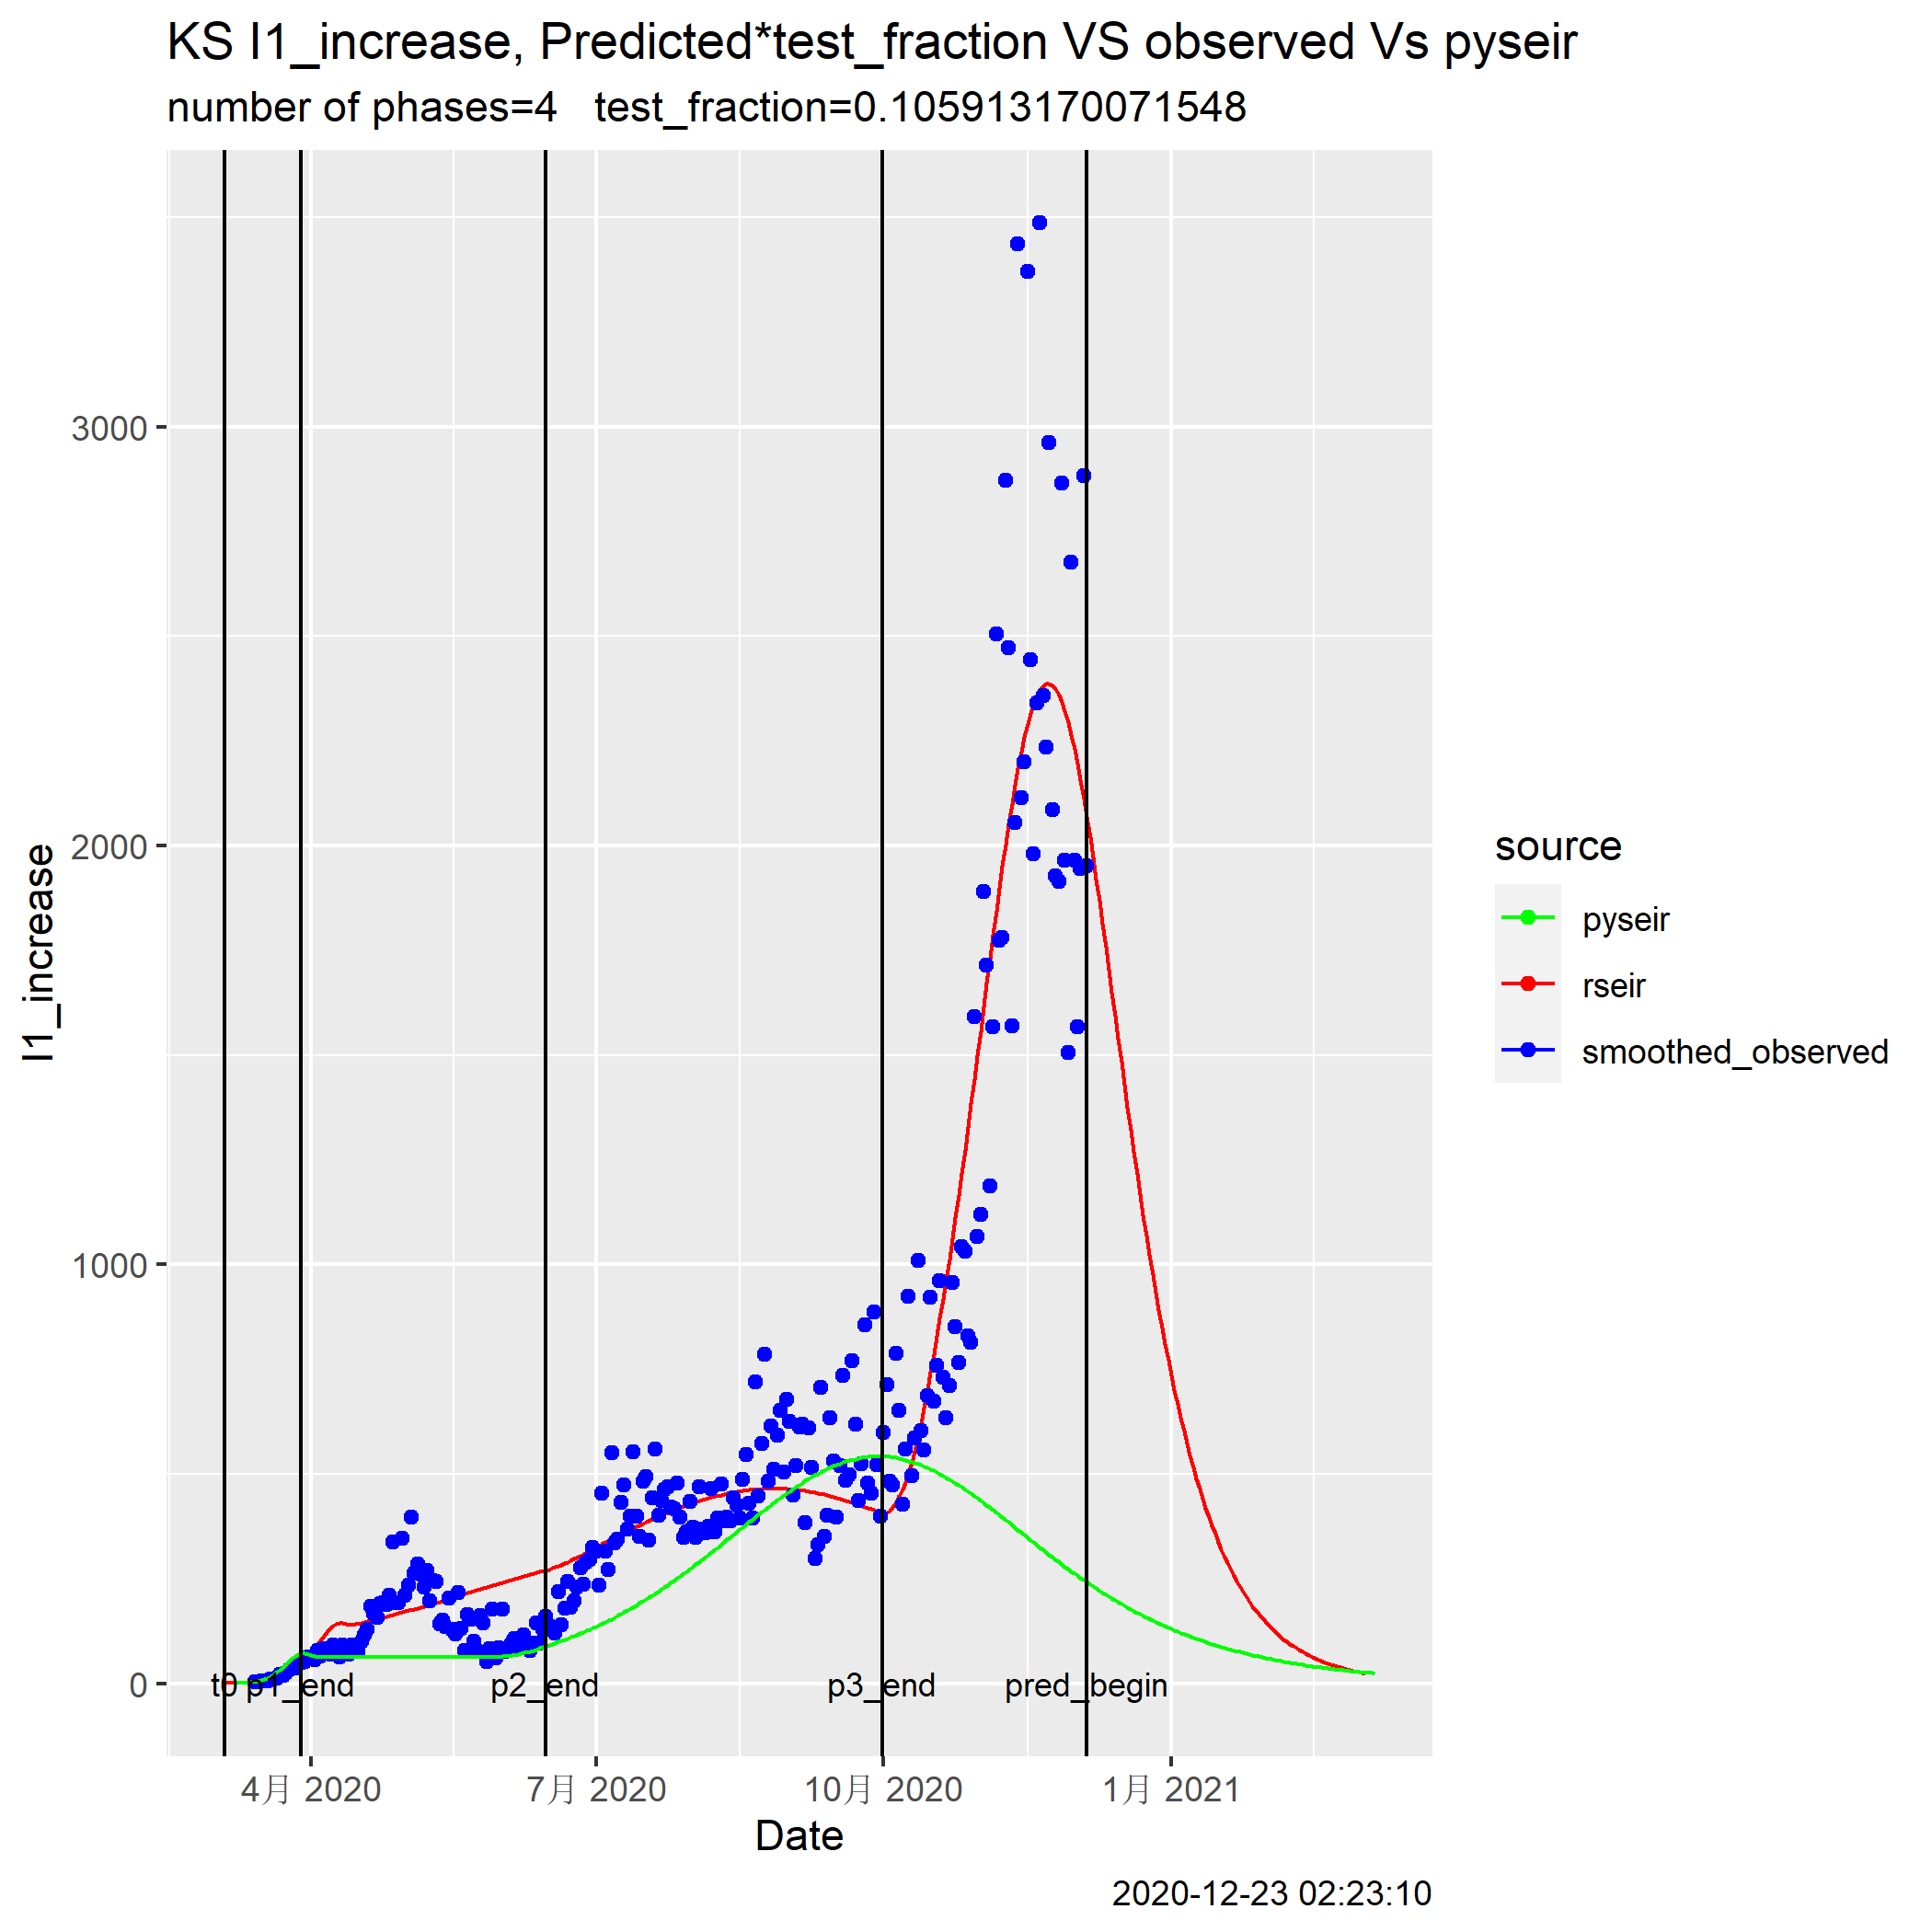 KS I1_increase, Predicted*test_fraction VS observed Vs pyseir
number of phases=4   test_fraction=0.105913170071548
3000
2000
1000
0
I1_increase
t0 p1_end p2_end p3_end pred_begin
4月 2020 7月 2020 10月 2020 1月 2021
Date
source
pyseir
rseir
smoothed_observed
2020-12-23 02:23:10